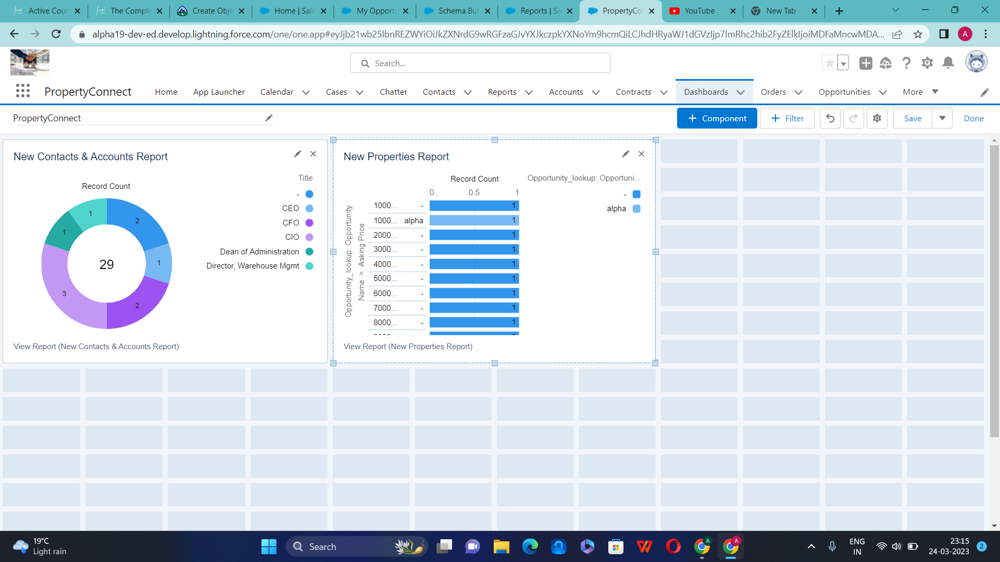 Active Cour
The Comple
Create Obje
Home | Sale
My Opportu
Schema Bui
Reports | Sa
PropertyCo
YouTube
New Tab
alpha19-dev-ed.develop.lightning.force.com/one/one.app#eyJjb21wb25lbnREZWYiOiJkZXNrdG9wRGFzaGJvYXJkczpkYXNoYm9hcmQiLCJhdHRyaWJ1dGVzIjp7ImRhc2hib2FyZElkIjoiMDFaMncwMDA...
A
Search...
PropertyConnect
Home
App Launcher
Calendar
Cases
Chatter
Contacts
Reports
Accounts
Contracts
Dashboards
Orders
Opportunities
More
PropertyConnect
+ Component
+ Filter
Save
Done
New Contacts & Accounts Report
Title
Record Count
-
CEO
CFO
CIO
Dean of Administration
Director, Warehouse Mgmt
1
2
1
1
29
3
2
View Report (New Contacts & Accounts Report)
New Properties Report
Record Count
Opportunity_lookup: Opportuni...
0 0.5 1
-
alpha
Opportunity_lookup: Opportunity
Name > Asking Price
1000... - 1
1000... alpha 1
2000... - 1
3000... - 1
4000... - 1
5000... - 1
6000... - 1
7000... - 1
8000... - 1
View Report (New Properties Report)
19°C
Light rain
Search
A
A
ENG
IN
23:15
24-03-2023
2